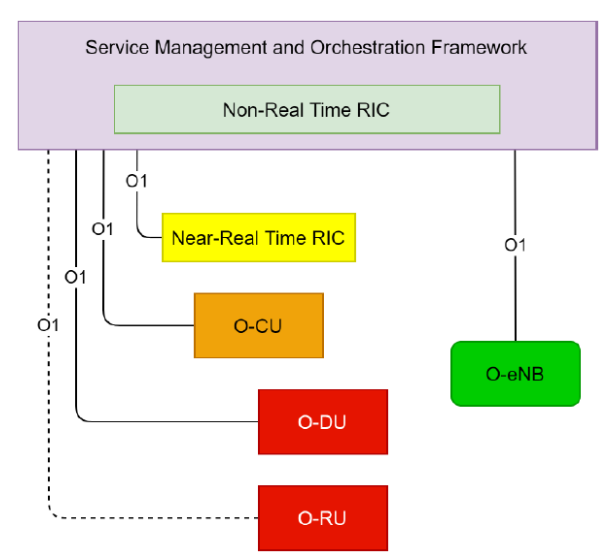 Service Management and Orchestration Framework
Non-Real Time RIC
O1
Near-Real Time RIC
O1
O1
O1
O-CU
O1
O-eNB
O-DU
O-RU